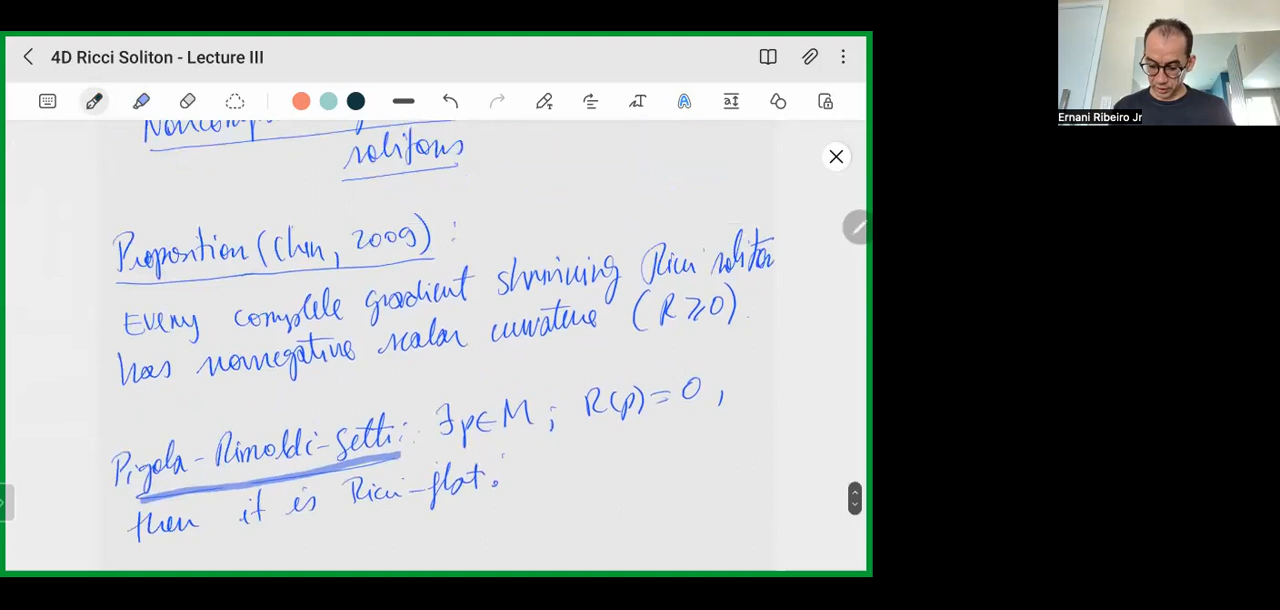 4D Ricci Soliton - Lecture III
Ernani Ribeiro Jr
solitons
Proposition (Chen, 2009):
Every complete gradient shrinking Ricci soliton
has nonnegative scalar curvature (R ≥ 0).
Pigola-Rimoldi-Setti: ∃p∈M; R(p)=0,
then it is Ricci-flat.